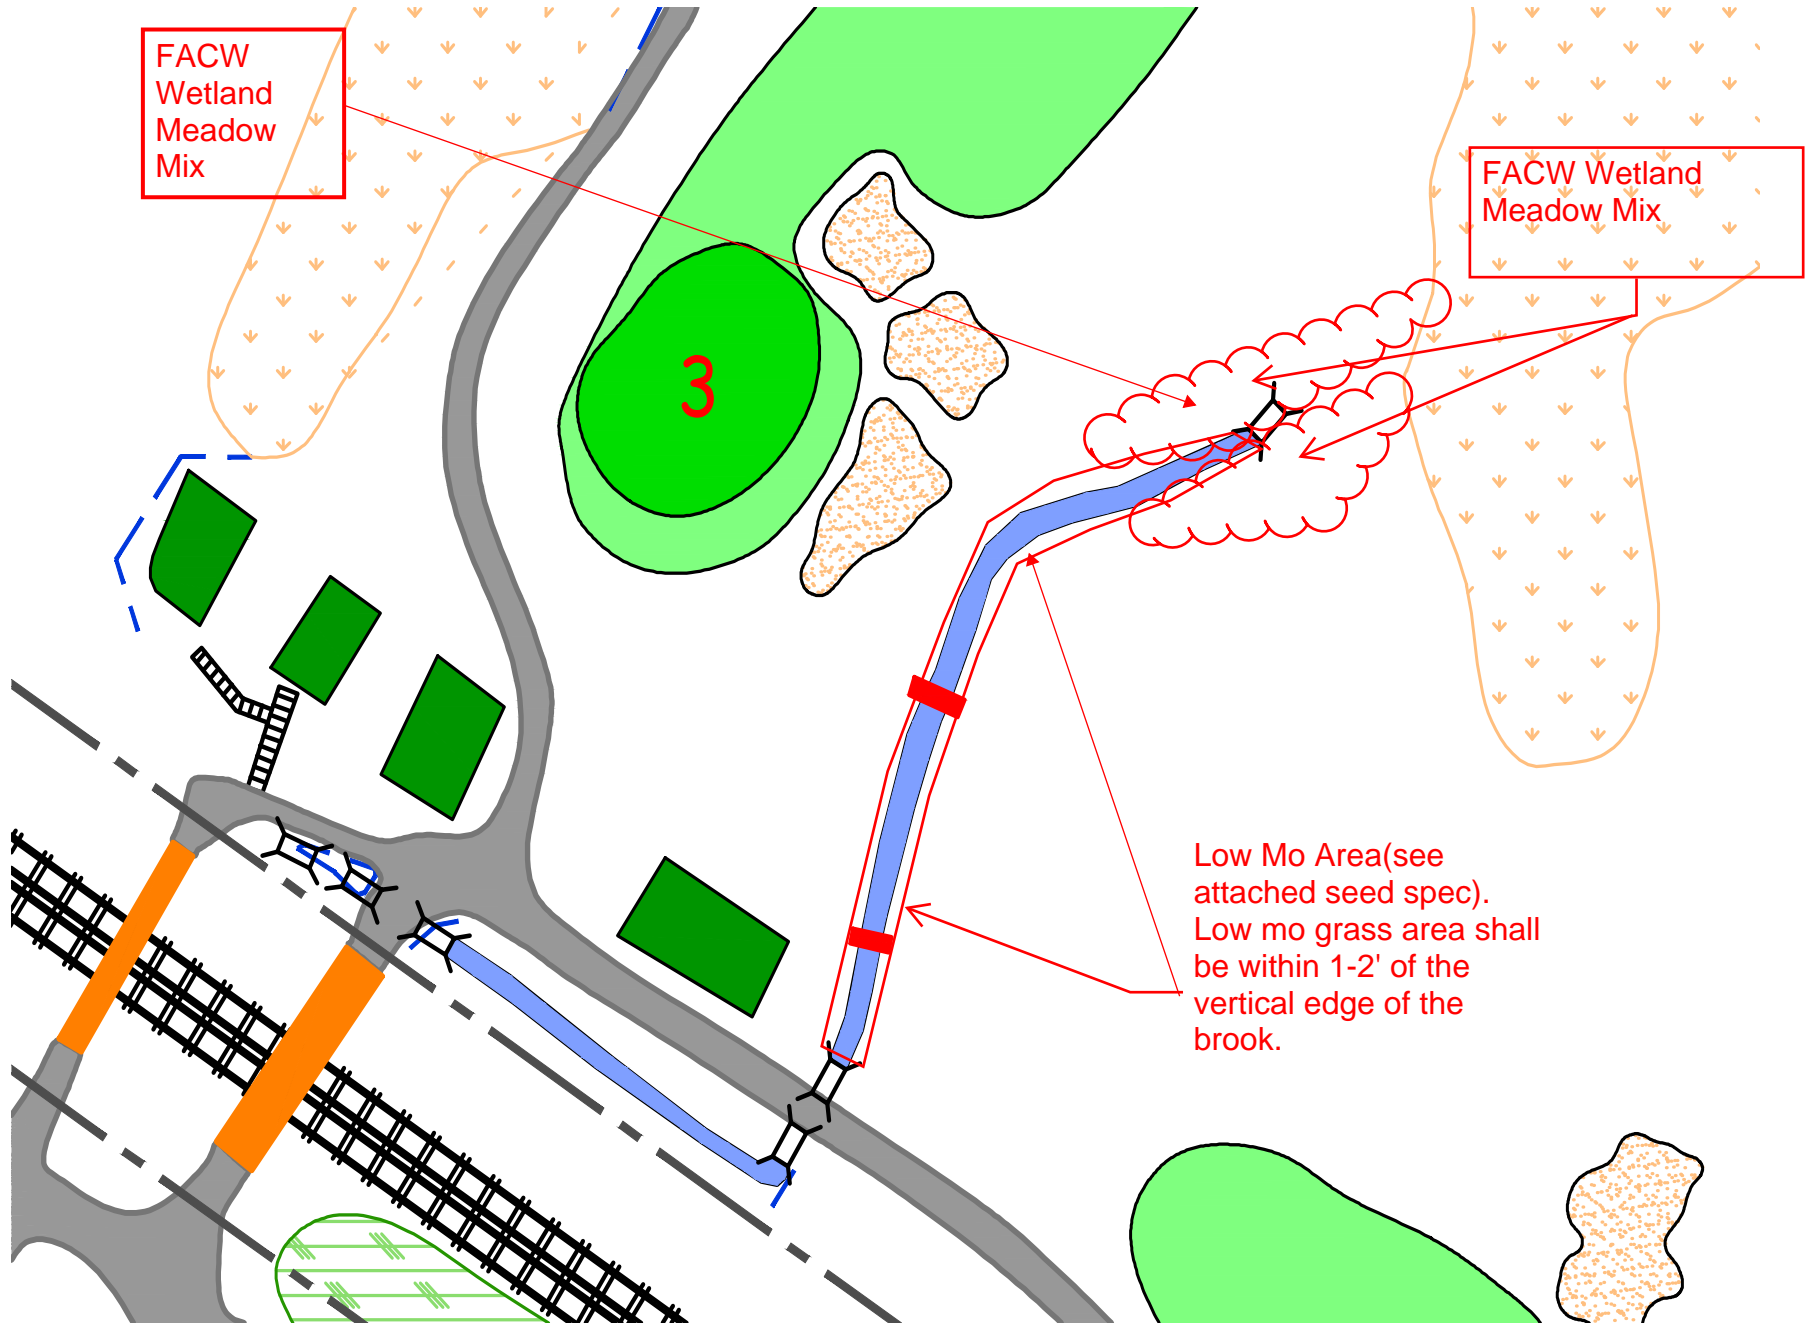 FACW
Wetland
Meadow
Mix
FACW Wetland
Meadow Mix
3
Low Mo Area(see
attached seed spec).
Low mo grass area shall
be within 1-2' of the
vertical edge of the
brook.